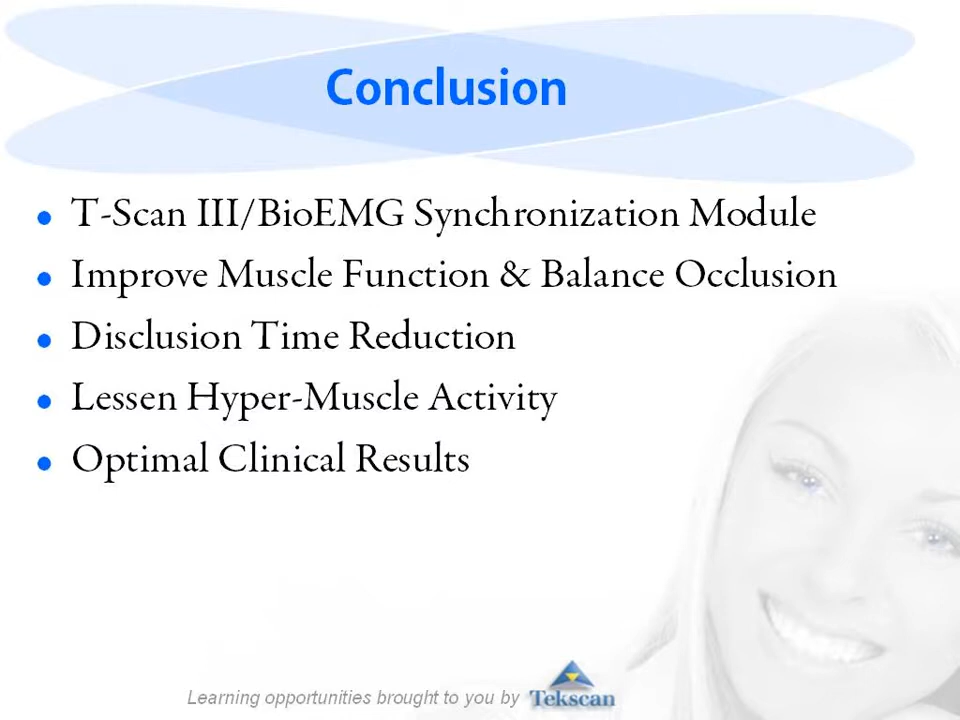 Conclusion
T-Scan III/BioEMG Synchronization Module
Improve Muscle Function & Balance Occlusion
Disclusion Time Reduction
Lessen Hyper-Muscle Activity
Optimal Clinical Results
Learning opportunities brought to you by Tekscan